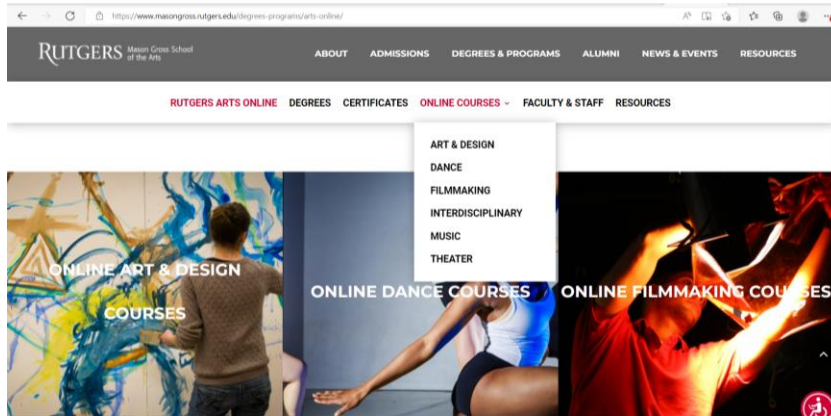 https://www.masongross.rutgers.edu/degrees-programs/arts-online/
RUTGERS Mason Gross School
of the Arts
ABOUT ADMISSIONS DEGREES & PROGRAMS ALUMNI NEWS & EVENTS RESOURCES
RUTGERS ARTS ONLINE DEGREES CERTIFICATES ONLINE COURSES FACULTY & STAFF RESOURCES
ART & DESIGN
DANCE
FILMMAKING
INTERDISCIPLINARY
MUSIC
THEATER
ONLINE ART & DESIGN
COURSES
ONLINE DANCE COURSES
ONLINE FILMMAKING COURSES